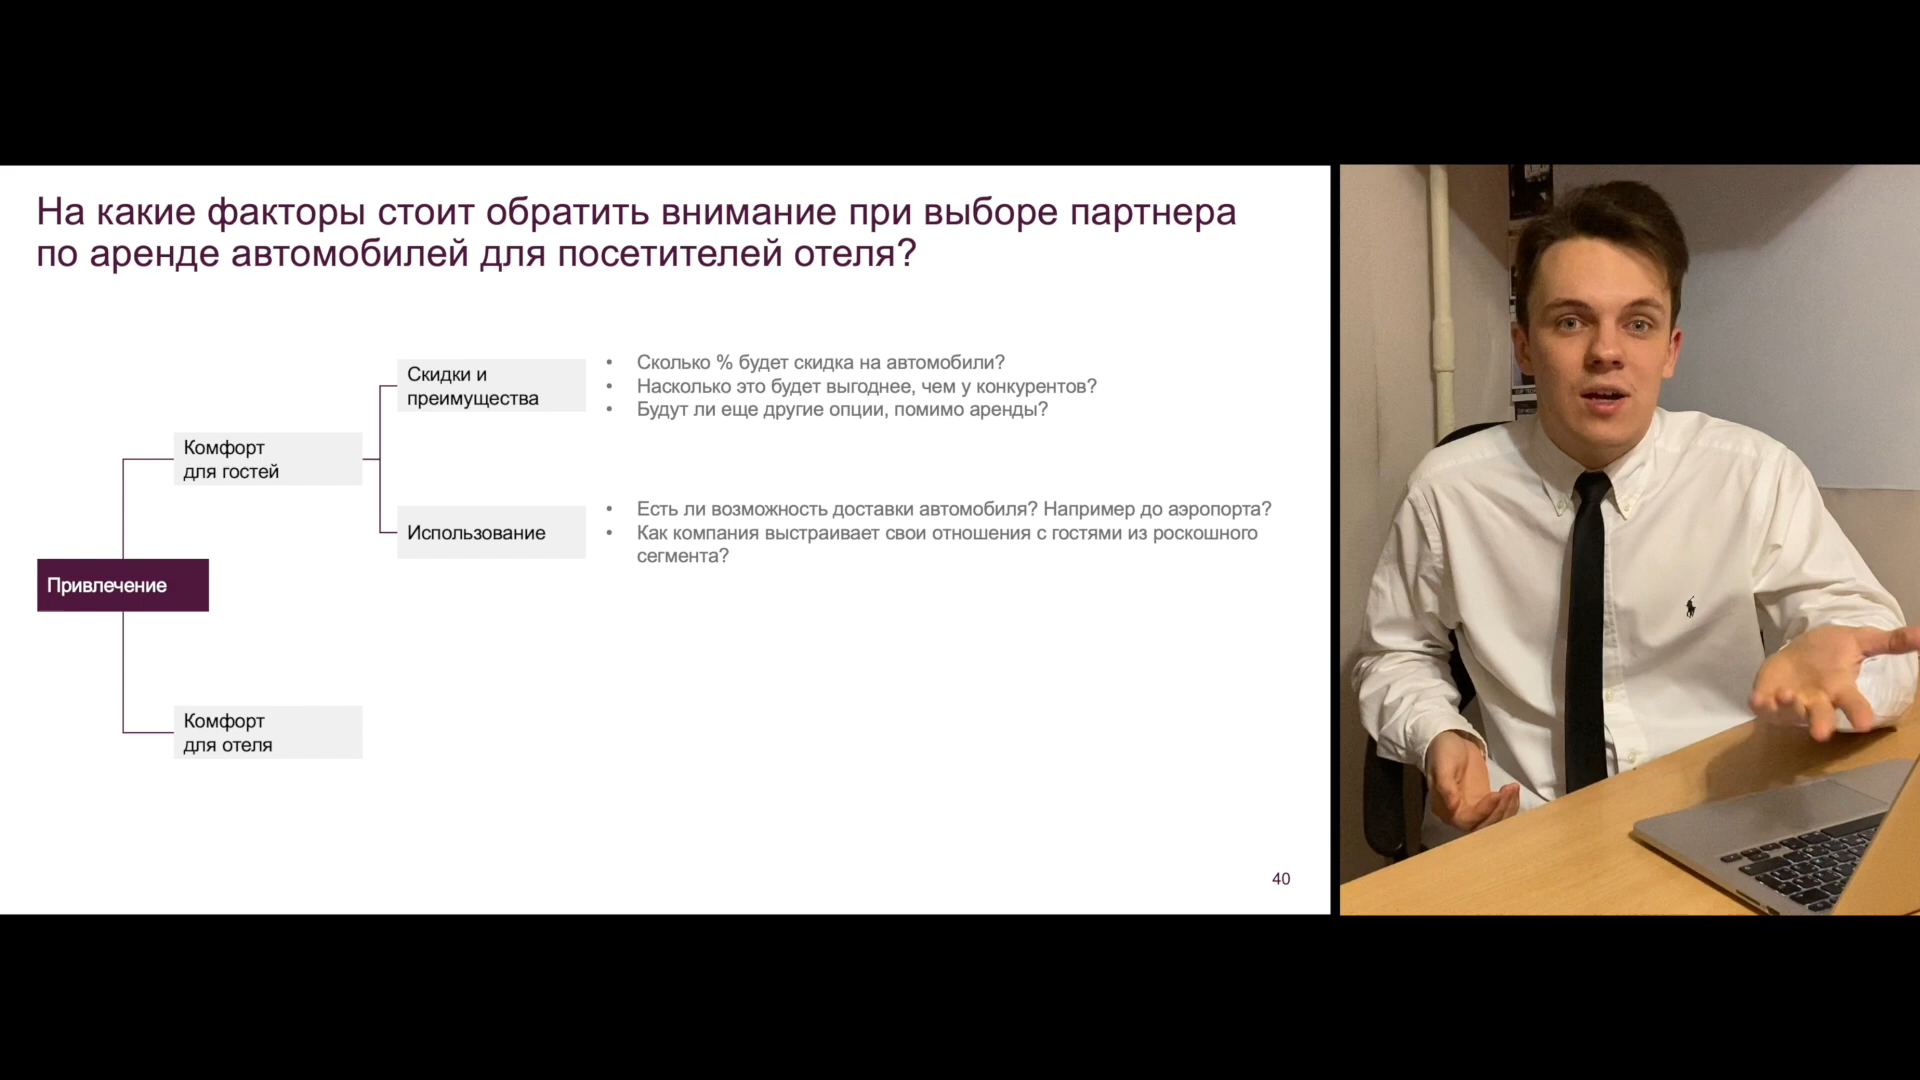 На какие факторы стоит обратить внимание при выборе партнера
по аренде автомобилей для посетителей отеля?
Скидки и
преимущества
• Сколько % будет скидка на автомобили?
• Насколько это будет выгоднее, чем у конкурентов?
• Будут ли еще другие опции, помимо аренды?
Комфорт
для гостей
Использование
• Есть ли возможность доставки автомобиля? Например до аэропорта?
• Как компания выстраивает свои отношения с гостями из роскошного
сегмента?
Привлечение
Комфорт
для отеля
40